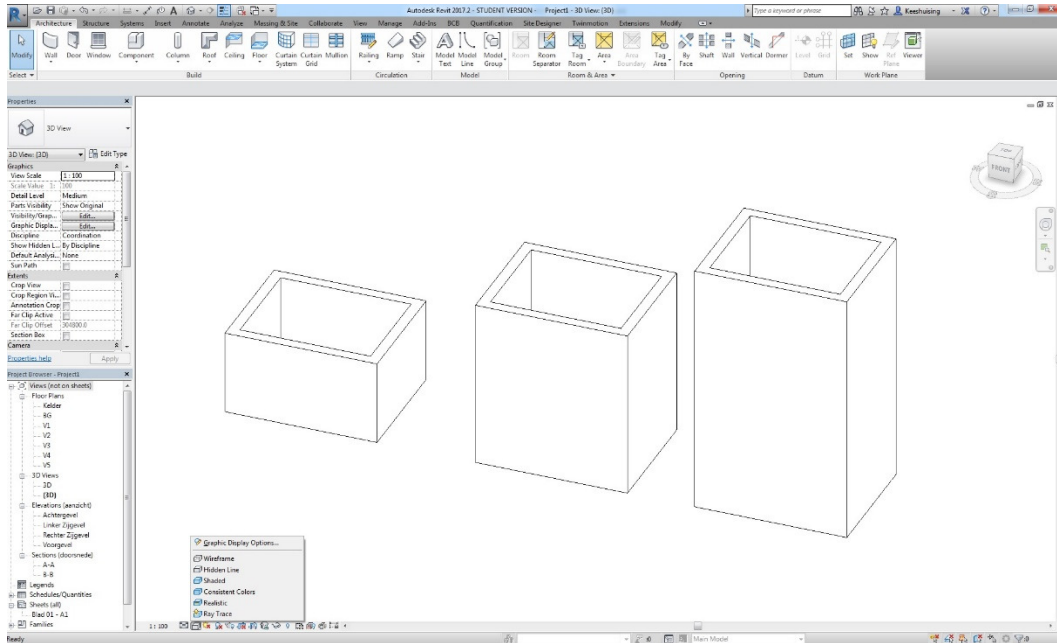 Autodesk Revit 2017.2 - STUDENT VERSION - Project1 - 3D View: {3D}
Type a keyword or phrase
Keeshuising
Architecture Structure Systems Insert Annotate Analyze Massing & Site Collaborate View Manage Add-Ins BCB Quantification Site Designer Twinmotion Extensions Modify
Modify Wall Door Window Component Column Roof Ceiling Floor Curtain System Curtain Grid Mullion Railing Ramp Stair Model Text Model Line Model Group Room Room Separator Tag Room Area Area Boundary Tag Area By Face Shaft Wall Vertical Dormer Level Grid Set Show Ref Plane Viewer
Select Build Circulation Model Room & Area Opening Datum Work Plane
Properties
3D View
3D View: {3D} Edit Type
Graphics
View Scale 1 : 100
Scale Value 1: 100
Detail Level Medium
Parts Visibility Show Original
Visibility/Grap... Edit...
Graphic Displa... Edit...
Discipline Coordination
Show Hidden L... By Discipline
Default Analysi... None
Sun Path
Extents
Crop View
Crop Region Vi...
Annotation Crop
Far Clip Active
Far Clip Offset 304800.0
Section Box
Camera
Properties help Apply
Project Browser - Project1
Views (not on sheets)
Floor Plans
Kelder
BG
V1
V2
V3
V4
V5
3D Views
3D
{3D}
Elevations (aanzicht)
Achtergevel
Linker Zijgevel
Rechter Zijgevel
Voorgevel
Sections (doorsnede)
A-A
B-B
Legends
Schedules/Quantities
Sheets (all)
Blad 01 - A1
Families
TOP
FRONT
Graphic Display Options...
Wireframe
Hidden Line
Shaded
Consistent Colors
Realistic
Ray Trace
1 : 100
Ready
:0
Main Model
:0